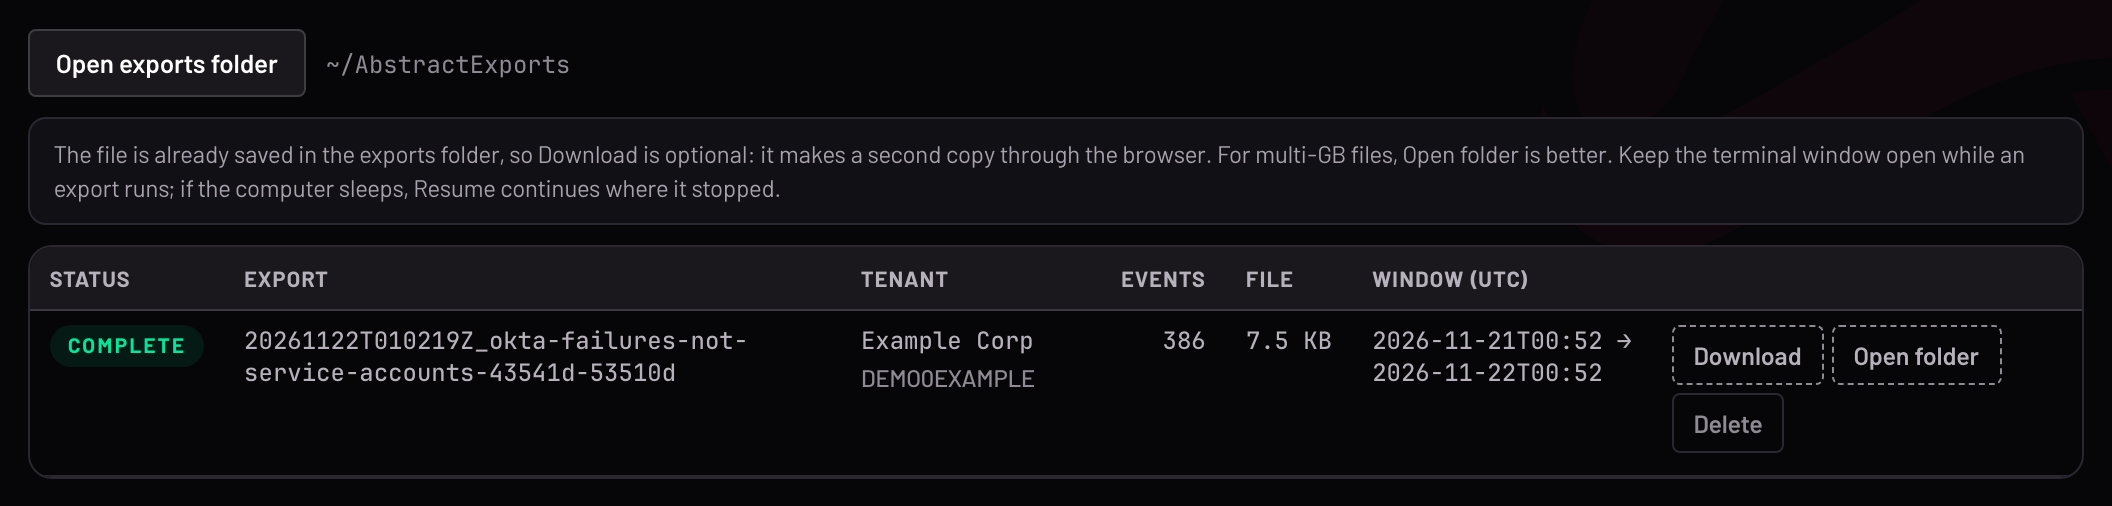 Open exports folder ~/AbstractExports
The file is already saved in the exports folder, so Download is optional: it makes a second copy through the browser. For multi-GB files, Open folder is better. Keep the terminal window open while an
export runs; if the computer sleeps, Resume continues where it stopped.
STATUS EXPORT TENANT EVENTS FILE WINDOW (UTC)
COMPLETE 20261122T010219Z_okta-failures-not- Example Corp 386 7.5 KB 2026-11-21T00:52 → Download Open folder
service-accounts-43541d-53510d DEMO0EXAMPLE 2026-11-22T00:52
Delete